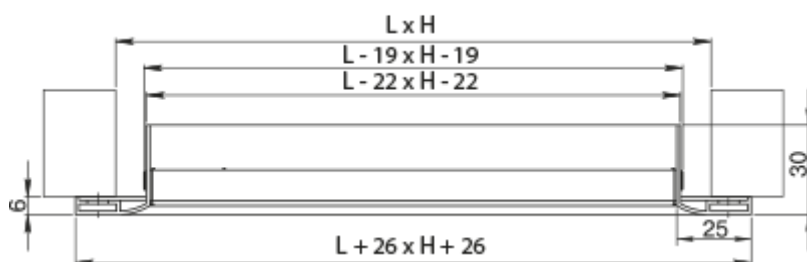 L x H
L - 19 x H - 19
L - 22 x H - 22
30
6
25
L + 26 x H + 26